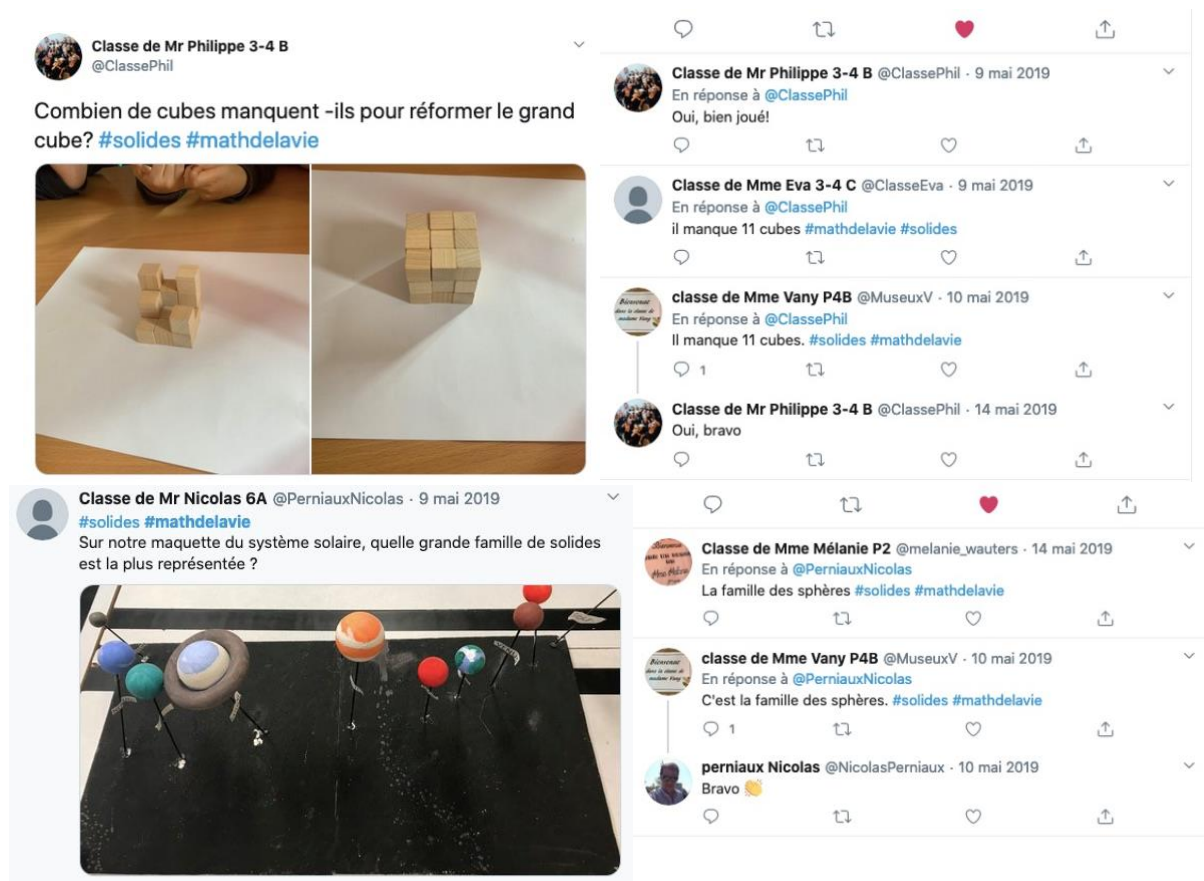 Classe de Mr Philippe 3-4 B
@ClassePhil
Combien de cubes manquent -ils pour réformer le grand
cube? #solides #mathdelavie
Classe de Mr Philippe 3-4 B @ClassePhil · 9 mai 2019
En réponse à @ClassePhil
Oui, bien joué!
Classe de Mme Eva 3-4 C @ClasseEva · 9 mai 2019
En réponse à @ClassePhil
il manque 11 cubes #mathdelavie #solides
classe de Mme Vany P4B @MuseuxV · 10 mai 2019
En réponse à @ClassePhil
Il manque 11 cubes. #solides #mathdelavie
1
Classe de Mr Philippe 3-4 B @ClassePhil · 14 mai 2019
Oui, bravo
Classe de Mr Nicolas 6A @PerniauxNicolas · 9 mai 2019
#solides #mathdelavie
Sur notre maquette du système solaire, quelle grande famille de solides
est la plus représentée ?
Classe de Mme Mélanie P2 @melanie_wauters · 14 mai 2019
En réponse à @PerniauxNicolas
La famille des sphères #solides #mathdelavie
classe de Mme Vany P4B @MuseuxV · 10 mai 2019
En réponse à @PerniauxNicolas
C'est la famille des sphères. #solides #mathdelavie
1
perniaux Nicolas @NicolasPerniaux · 10 mai 2019
Bravo 👏